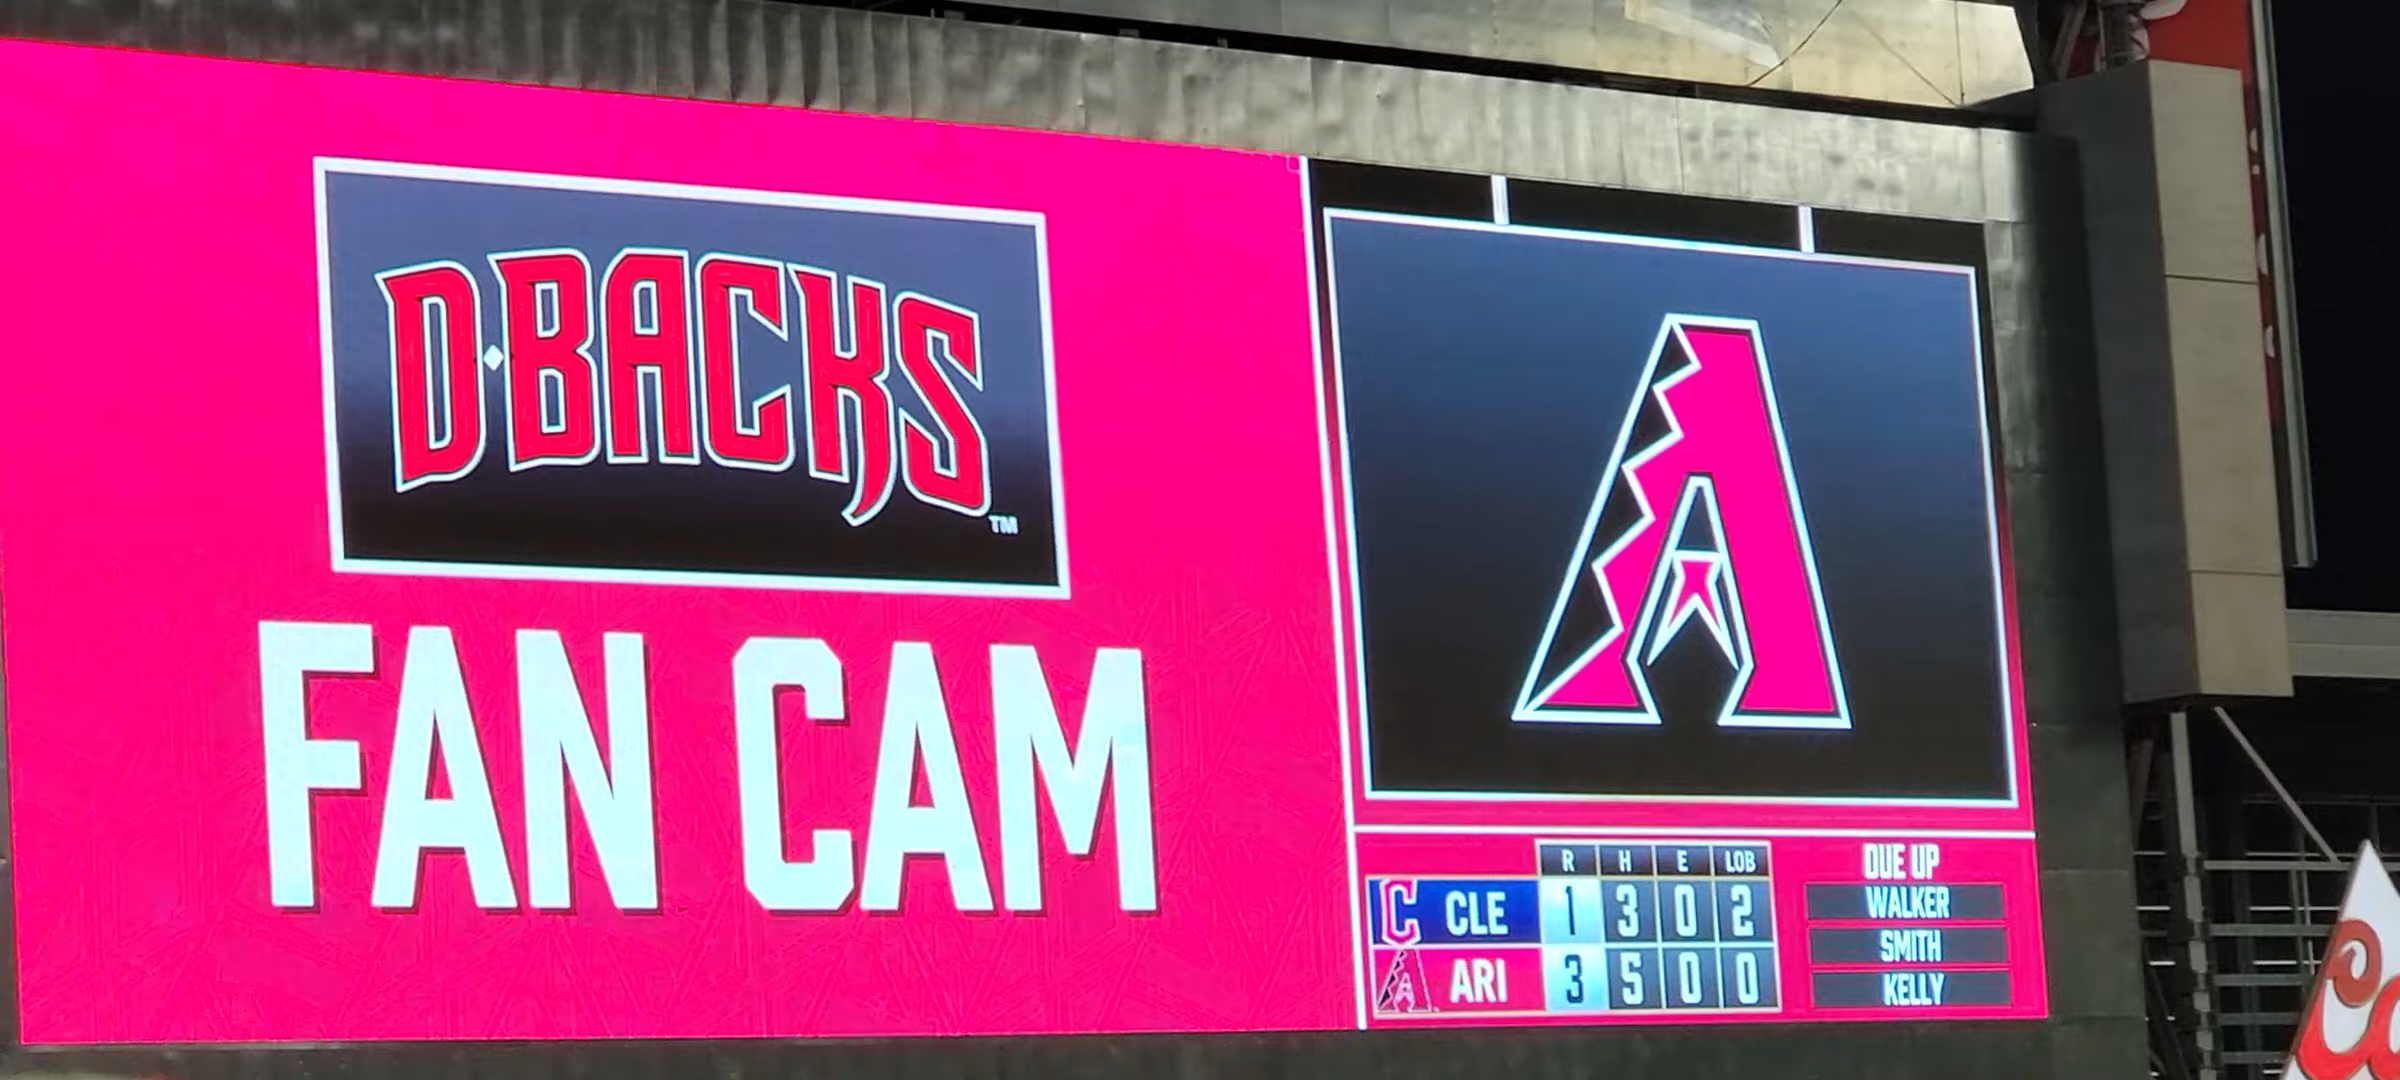 D·BACKS
TM
FAN CAM
A
R H E LOB
C CLE 1 3 0 2
A ARI 3 5 0 0
DUE UP
WALKER
SMITH
KELLY